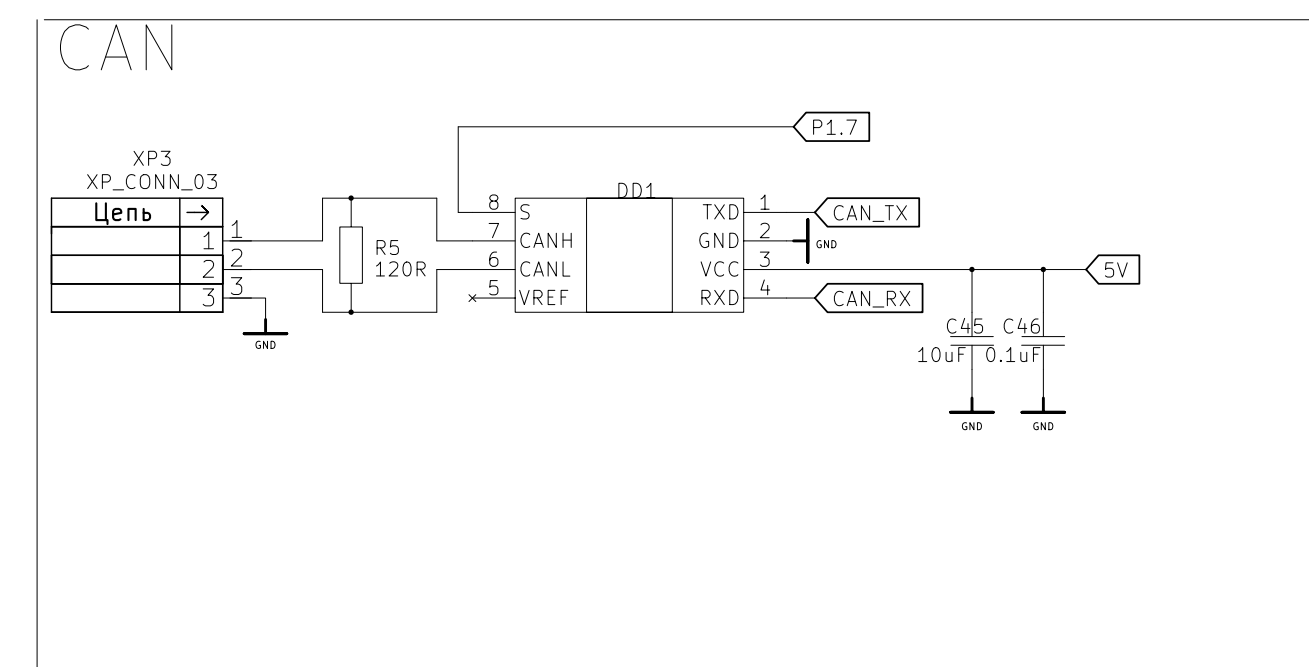 CAN
P1.7
XP3
XP_CONN_03
Цепь →
1 1
2 2
3 3
GND
R5
120R
DD1
8 S
7 CANH
6 CANL
5 VREF
TXD 1
GND 2
VCC 3
RXD 4
CAN_TX
GND
5V
CAN_RX
C45
10uF
C46
0.1uF
GND
GND